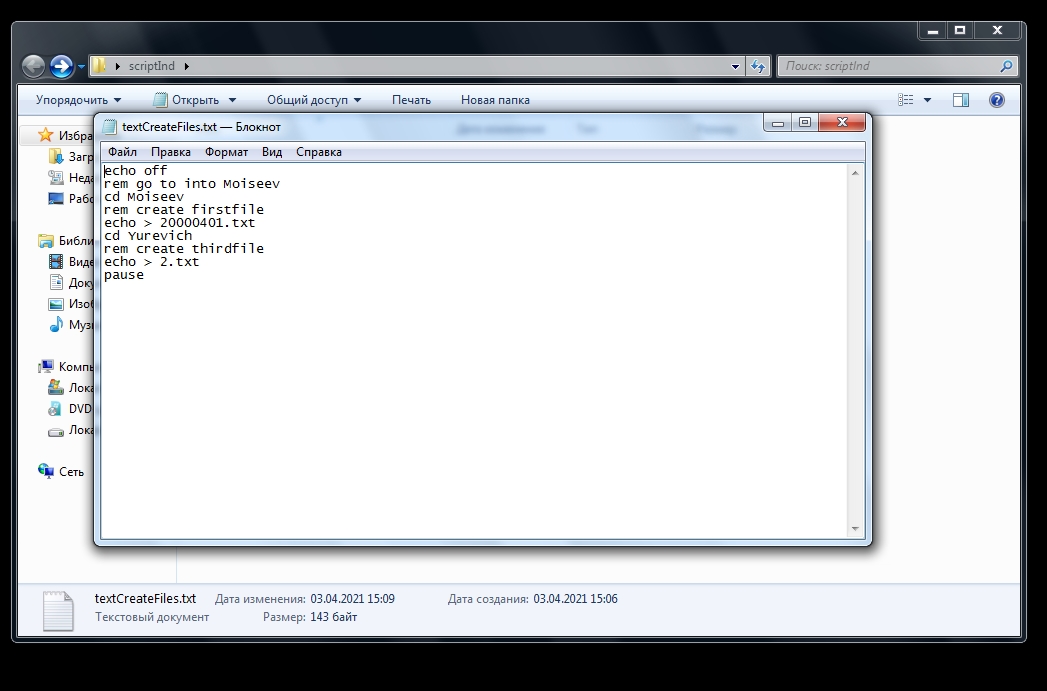 scriptInd
Поиск: scriptInd
Упорядочить Открыть Общий доступ Печать Новая папка
textCreateFiles.txt — Блокнот
Файл Правка Формат Вид Справка
echo off
rem go to into Moiseev
cd Moiseev
rem create firstfile
echo > 20000401.txt
cd Yurevich
rem create thirdfile
echo > 2.txt
pause
Избра
Загр
Неда
Рабо
Библи
Виде
Доку
Изоб
Музы
Компь
Лока
DVD
Лока
Сеть
textCreateFiles.txt Дата изменения: 03.04.2021 15:09 Дата создания: 03.04.2021 15:06
Текстовый документ Размер: 143 байт